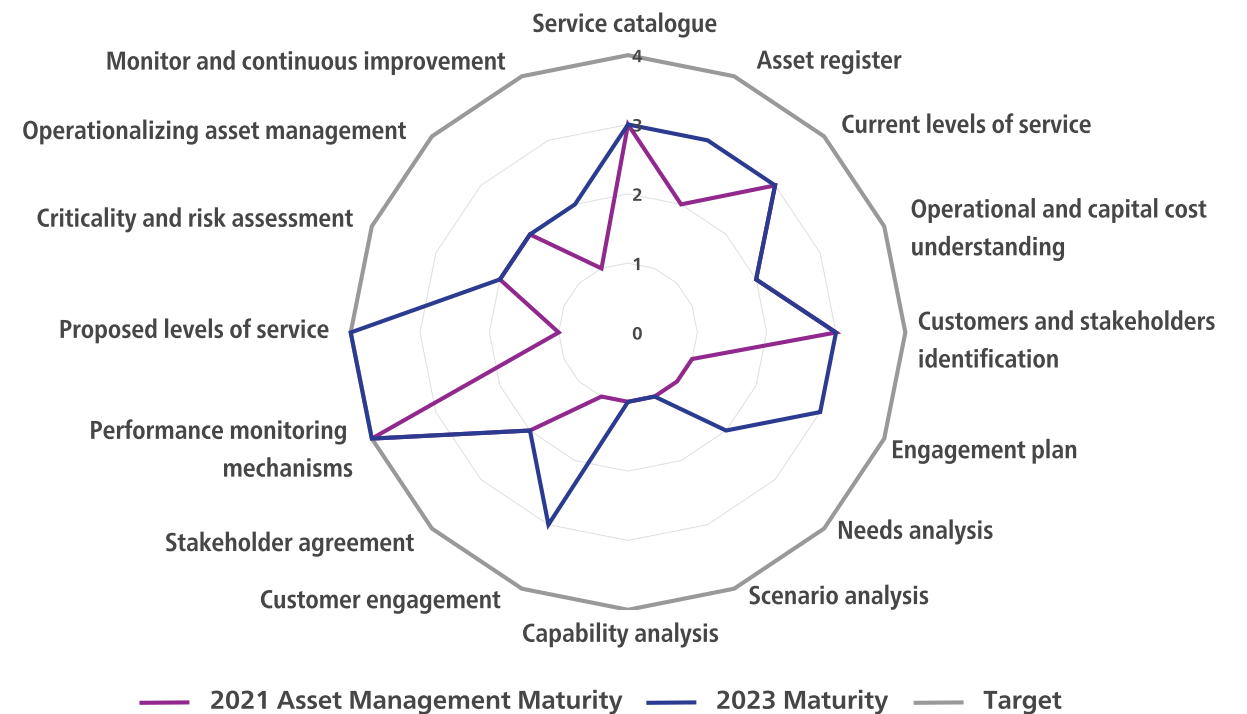 Service catalogue
Monitor and continuous improvement
4
Asset register
Operationalizing asset management
3
Current levels of service
Criticality and risk assessment
2
Operational and capital cost
understanding
1
Proposed levels of service
0
Customers and stakeholders
identification
Performance monitoring
mechanisms
Engagement plan
Stakeholder agreement
Needs analysis
Customer engagement
Scenario analysis
Capability analysis
2021 Asset Management Maturity
2023 Maturity
Target